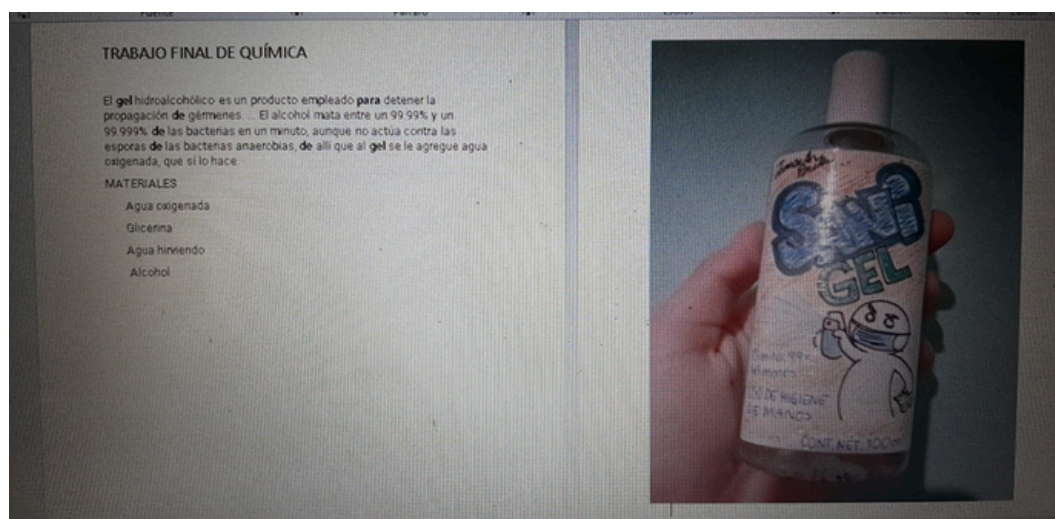 TRABAJO FINAL DE QUÍMICA
El gel hidroalcohólico es un producto empleado para detener la
propagación de gérmenes. ... El alcohol mata entre un 99.99% y un
99.999% de las bacterias en un minuto, aunque no actúa contra las
esporas de las bacterias anaerobias, de allí que al gel se le agregue agua
oxigenada, que sí lo hace
MATERIALES
Agua oxigenada
Glicerina
Agua hirviendo
Alcohol
SANI
GEL
99%
USO DE HIGIENE
DE MANOS
CONT. NET. 100m